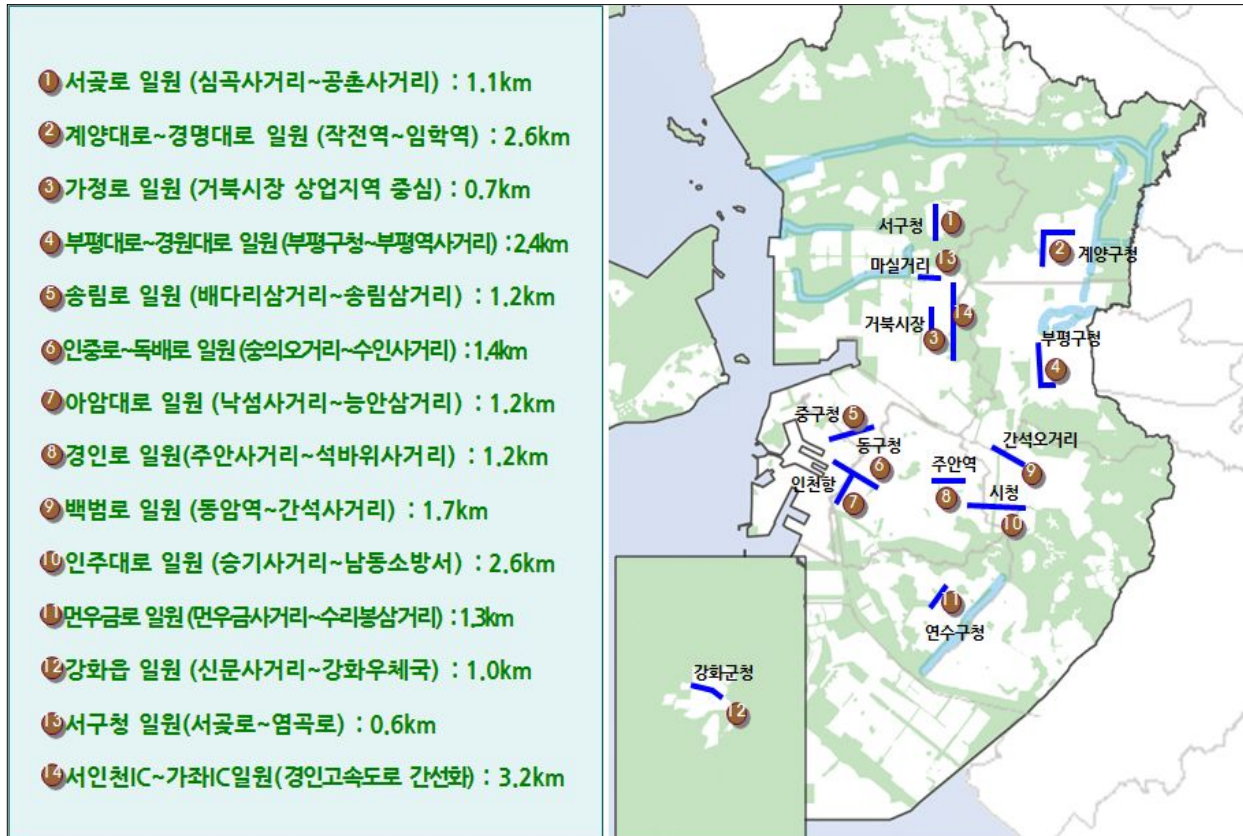 1 서곶로 일원 (심곡사거리~공촌사거리) : 1.1km
2 계양대로~경명대로 일원 (작전역~임학역) : 2.6km
3 가정로 일원 (거북시장 상업지역 중심) : 0.7km
4 부평대로~경원대로 일원 (부평구청~부평역사거리) : 2.4km
5 송림로 일원 (배다리삼거리~송림삼거리) : 1.2km
6 인중로~독배로 일원 (숭의오거리~수인사거리) : 1.4km
7 아암대로 일원 (낙섬사거리~능안삼거리) : 1.2km
8 경인로 일원(주안사거리~석바위사거리) : 1.2km
9 백범로 일원 (동암역~간석사거리) : 1.7km
10 인주대로 일원 (승기사거리~남동소방서) : 2.6km
11 먼우금로 일원 (먼우금사거리~수리봉삼거리) : 1.3km
12 강화읍 일원 (신문사거리~강화우체국) : 1.0km
13 서구청 일원(서곶로~염곡로) : 0.6km
14 서인천IC~가좌IC일원(경인고속도로 간선화) : 3.2km
서구청 1
2 계양구청
마실거리 13
거북시장 14
3
부평구청
4
중구청 5
동구청
6
인천항 7
주안역
8
간석오거리
9
시청
10
11
연수구청
강화군청
12